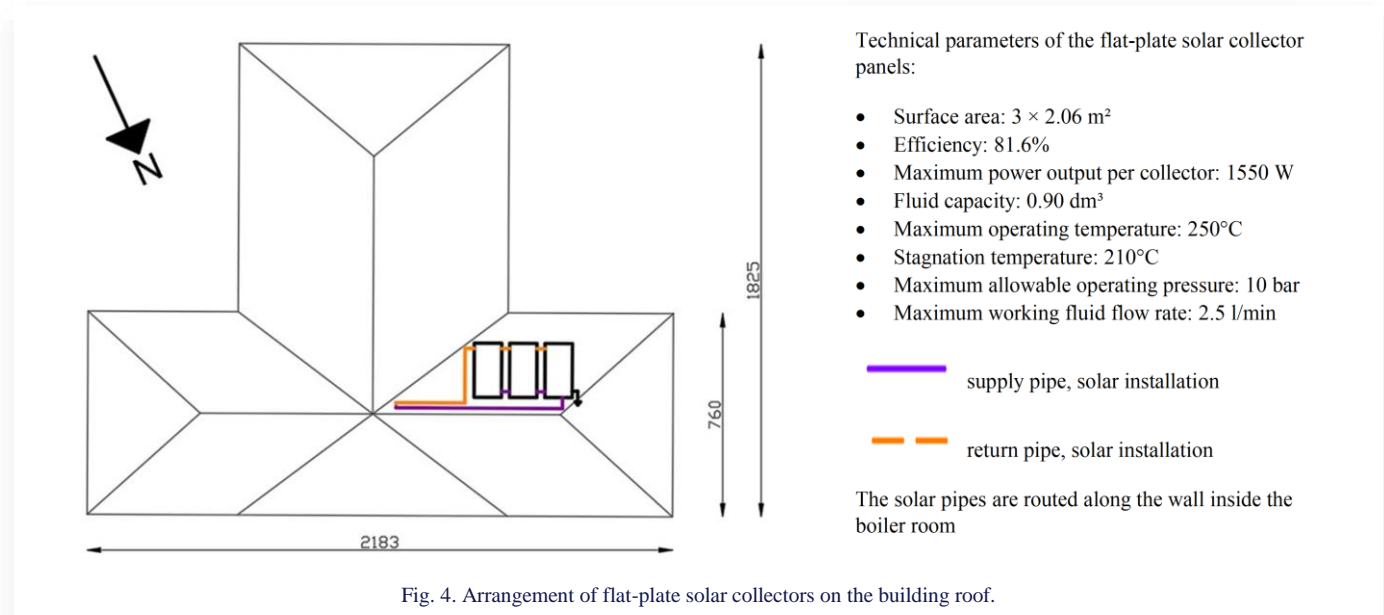 N
1825
760
2183
Technical parameters of the flat-plate solar collector
panels:
• Surface area: 3 × 2.06 m²
• Efficiency: 81.6%
• Maximum power output per collector: 1550 W
• Fluid capacity: 0.90 dm³
• Maximum operating temperature: 250°C
• Stagnation temperature: 210°C
• Maximum allowable operating pressure: 10 bar
• Maximum working fluid flow rate: 2.5 l/min
supply pipe, solar installation
return pipe, solar installation
The solar pipes are routed along the wall inside the
boiler room
Fig. 4. Arrangement of flat-plate solar collectors on the building roof.